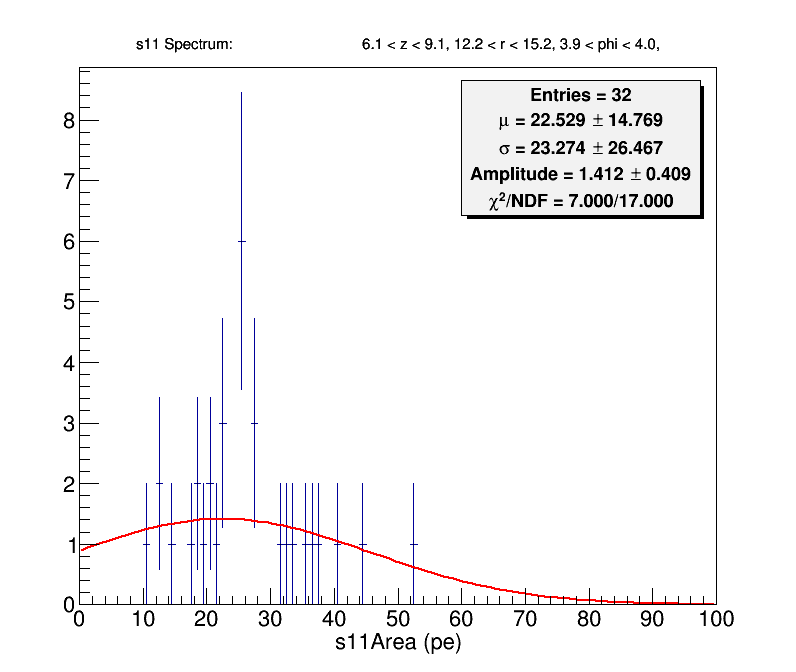 s11 Spectrum: 6.1 < z < 9.1, 12.2 < r < 15.2, 3.9 < phi < 4.0,
Entries = 32
μ = 22.529 ± 14.769
σ = 23.274 ± 26.467
Amplitude = 1.412 ± 0.409
χ²/NDF = 7.000/17.000
8
7
6
5
4
3
2
1
0
0 10 20 30 40 50 60 70 80 90 100
s11Area (pe)